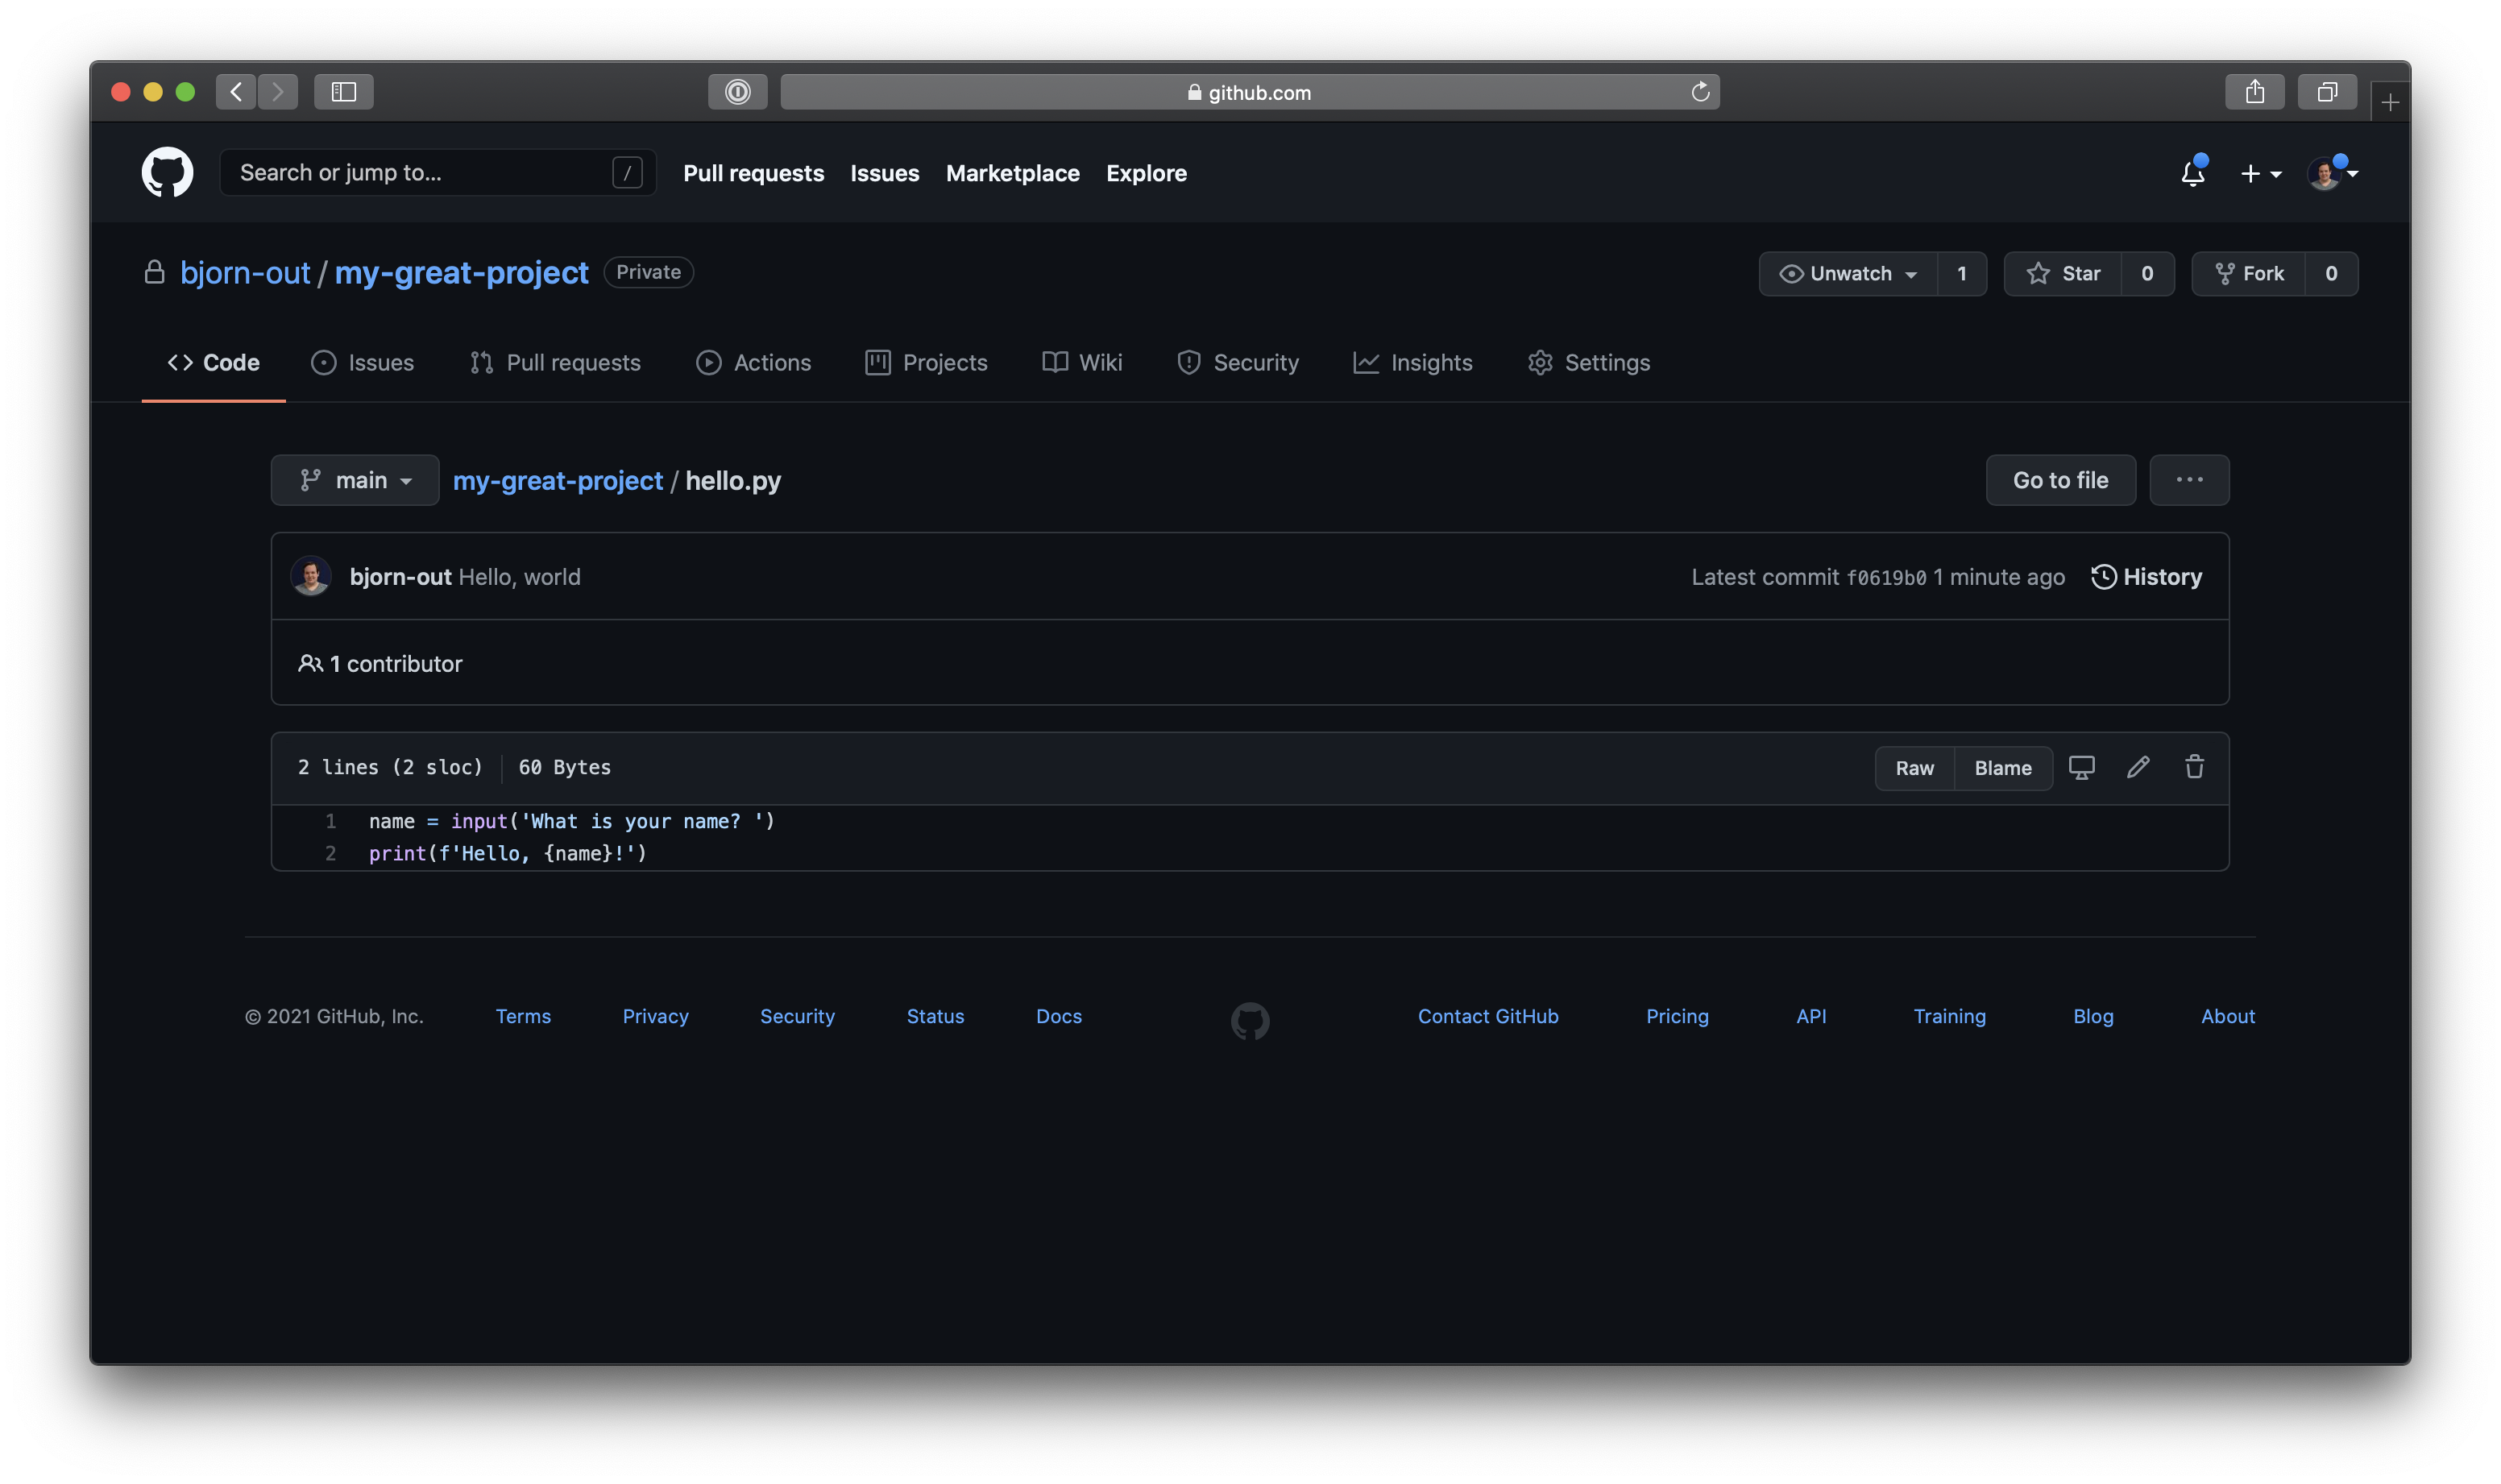 github.com
Search or jump to... /
Pull requests Issues Marketplace Explore
bjorn-out / my-great-project Private
Unwatch 1 Star 0 Fork 0
Code Issues Pull requests Actions Projects Wiki Security Insights Settings
main my-great-project / hello.py Go to file ...
bjorn-out Hello, world Latest commit f0619b0 1 minute ago History
1 contributor
2 lines (2 sloc) 60 Bytes Raw Blame
1 name = input('What is your name? ')
2 print(f'Hello, {name}!')
© 2021 GitHub, Inc. Terms Privacy Security Status Docs Contact GitHub Pricing API Training Blog About